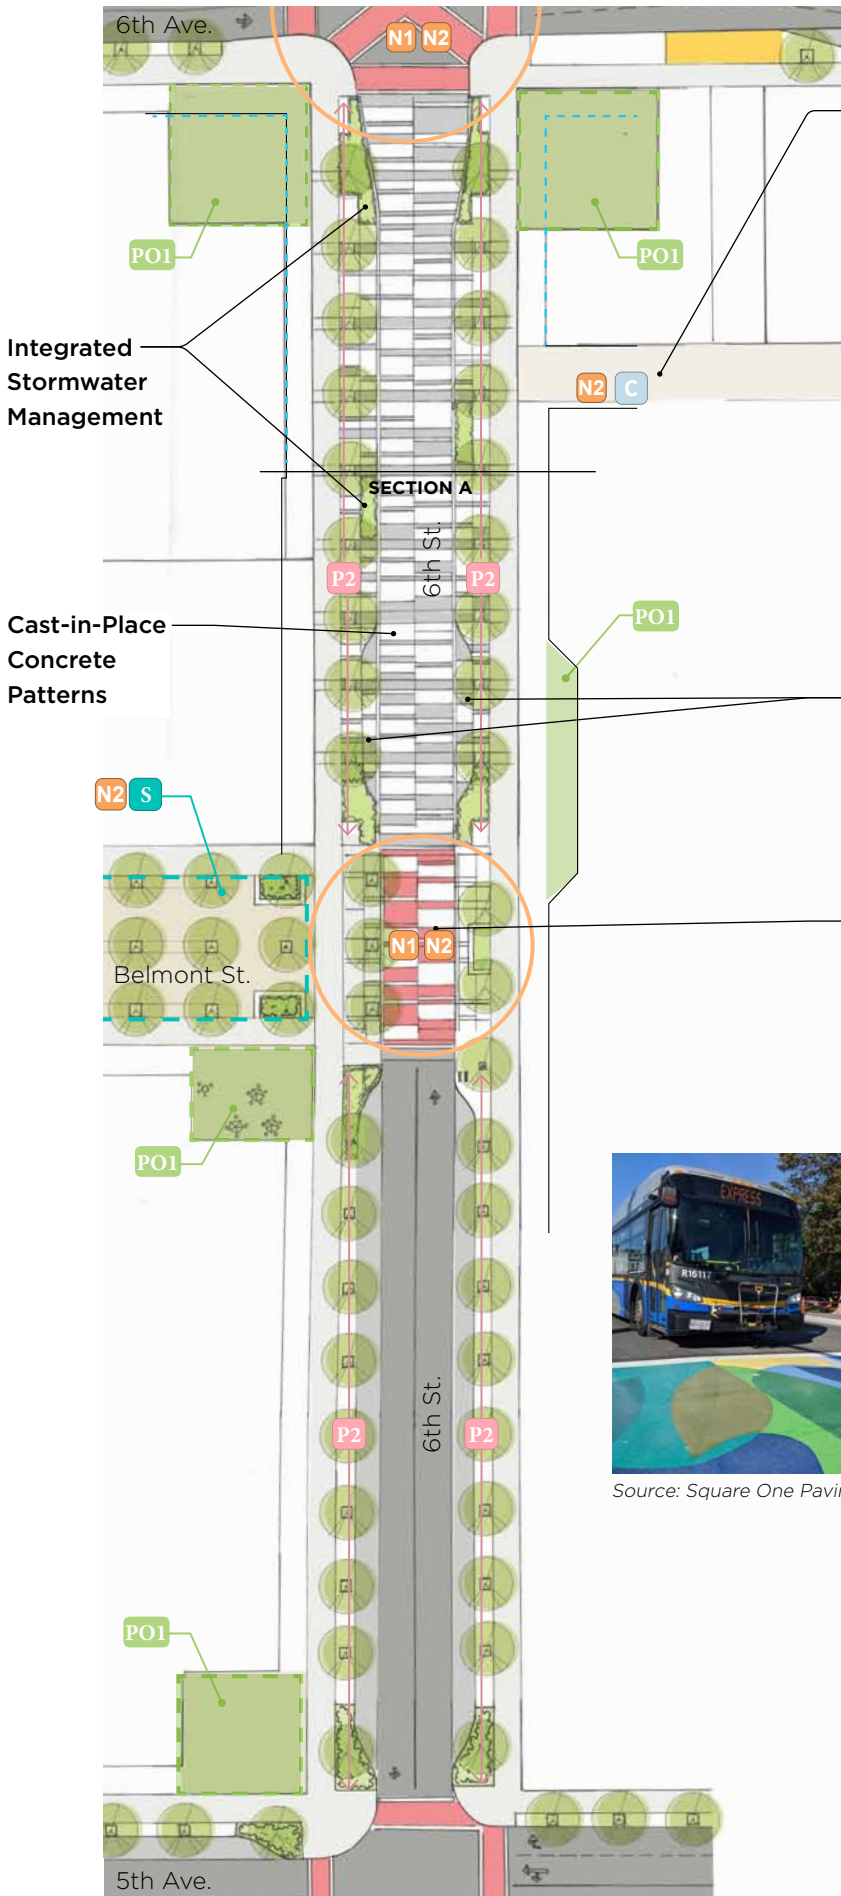 6th Ave.
N1 N2
PO1
PO1
Integrated
Stormwater
Management
N2 C
SECTION A
6th St.
P2
P2
PO1
Cast-in-Place
Concrete
Patterns
N2 S
N1 N2
Belmont St.
PO1
EXPRESS
R16117
Source: Square One Pavin
6th St.
P2
P2
PO1
5th Ave.